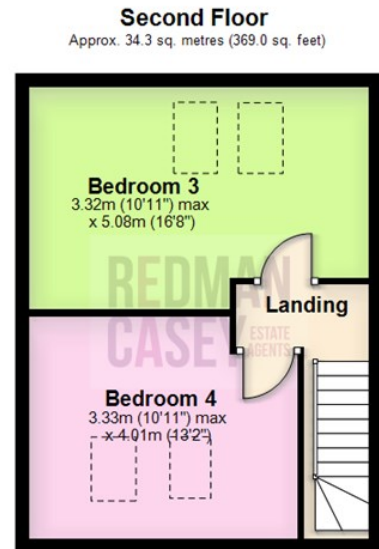 Second Floor
Approx. 34.3 sq. metres (369.0 sq. feet)
Bedroom 3
3.32m (10'11") max
x 5.08m (16'8")
REDMAN
CASEY
ESTATE
AGENTS
Landing
Bedroom 4
3.33m (10'11") max
x 4.01m (13'2")